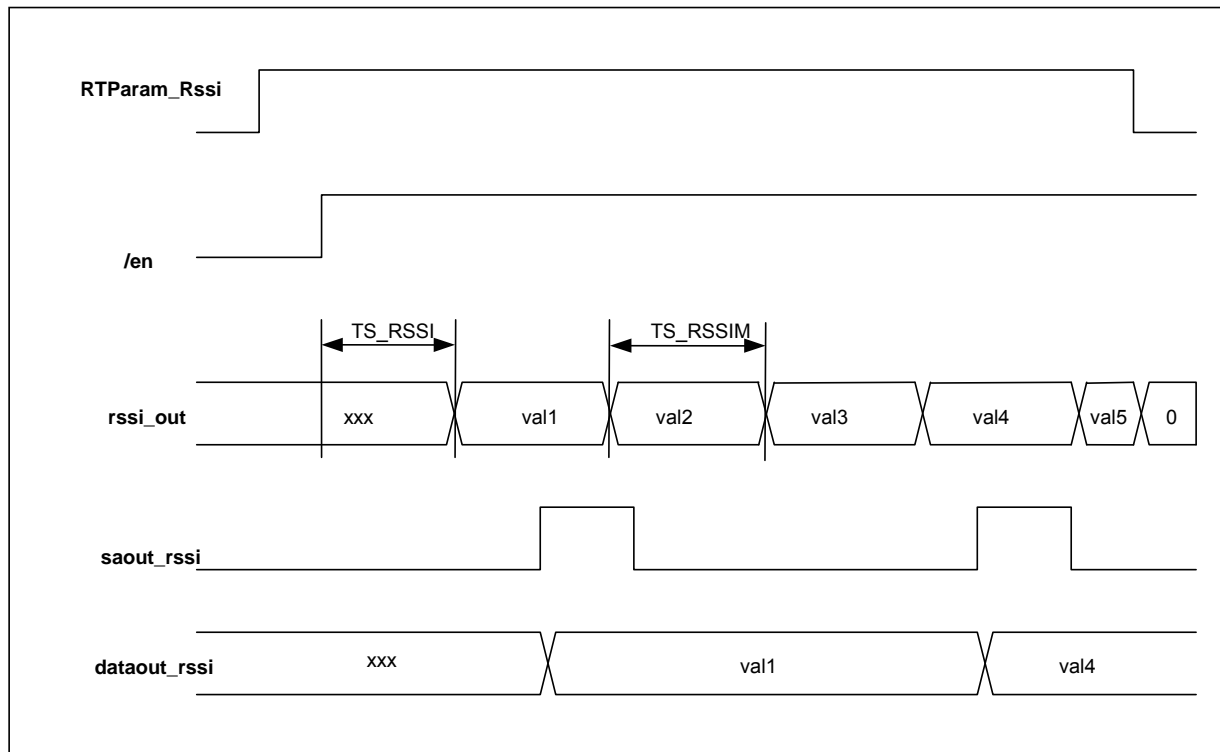 RTParam_Rssi
/en
TS_RSSI TS_RSSIM
rssi_out xxx val1 val2 val3 val4 val5 0
saout_rssi
dataout_rssi xxx val1 val4